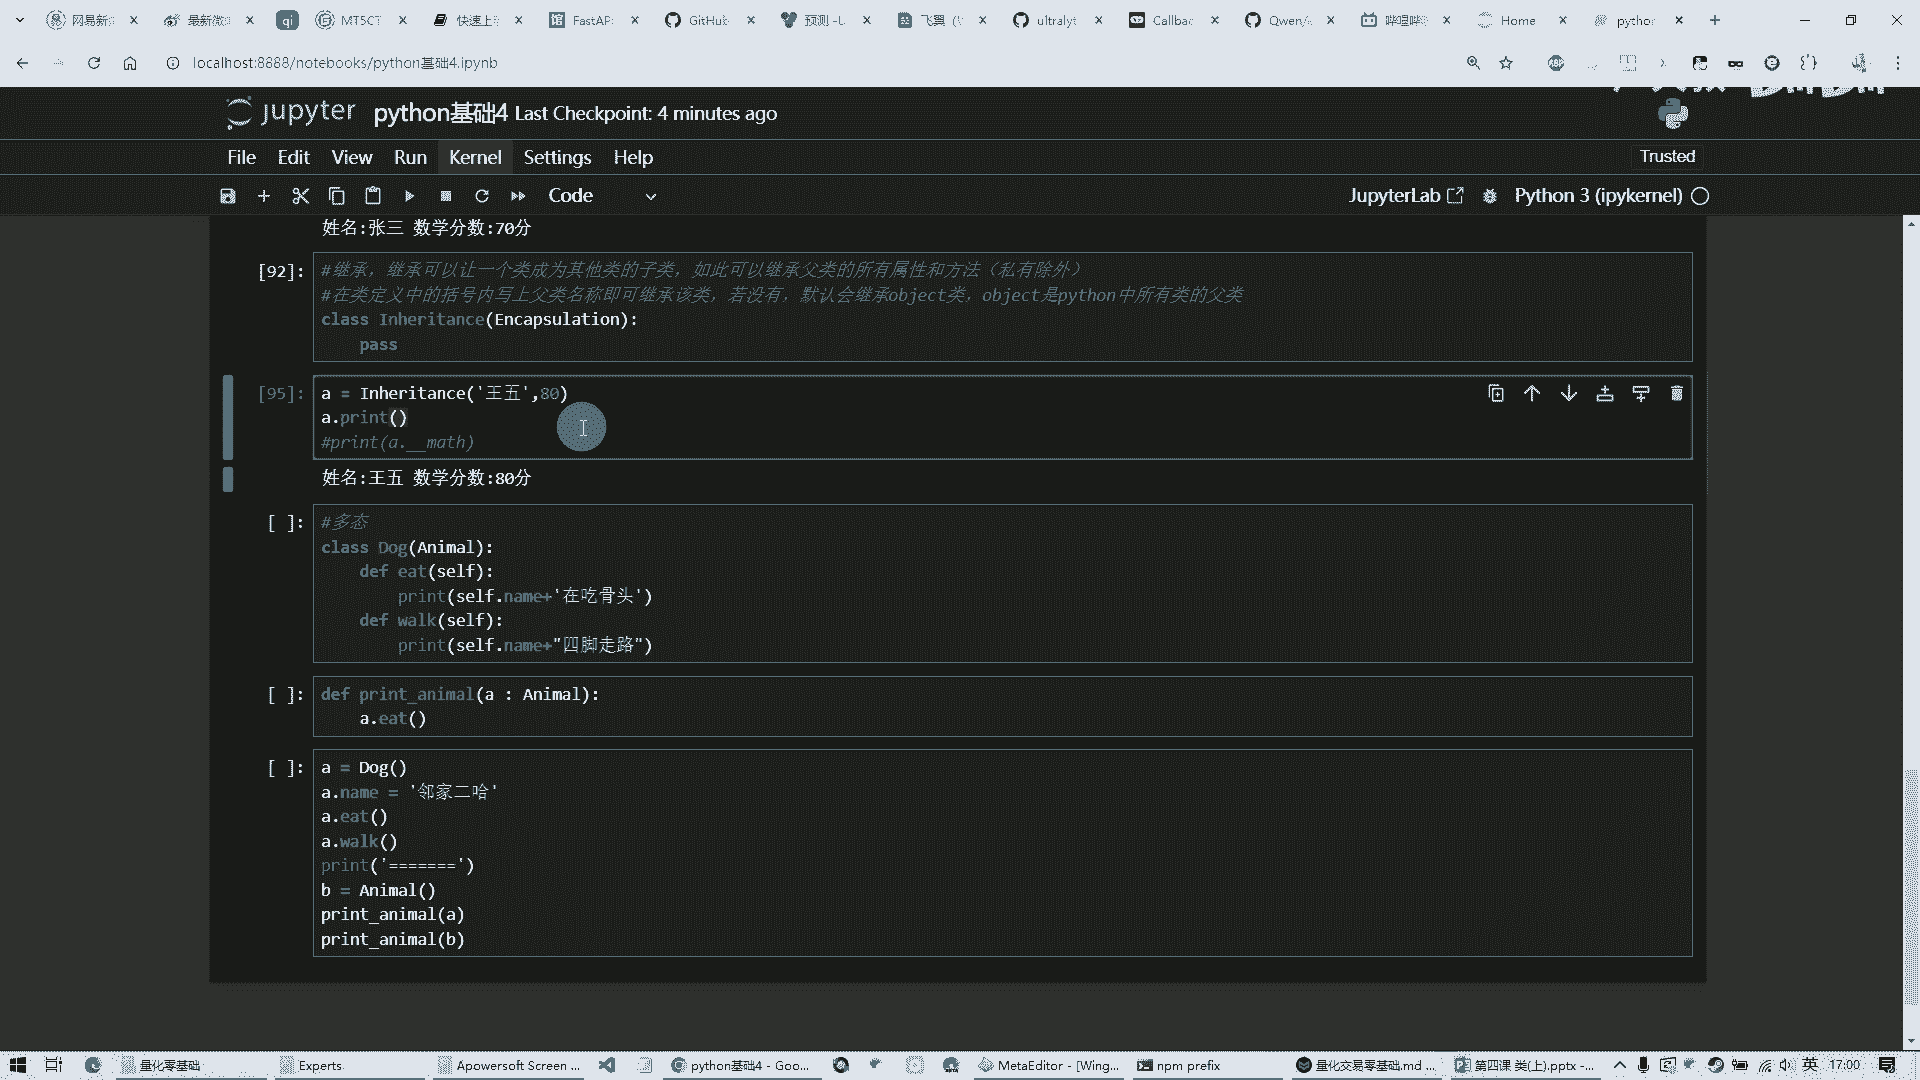 网易新
最新微
qi
MT5CT
快速上
FastAP
GitHub
预测 - U
飞翼
ultralyt
Callbac
Qwen/
哔哩哔
Home
python
localhost:8888/notebooks/python基础4.ipynb
jupyter python基础4 Last Checkpoint: 4 minutes ago
File Edit View Run Kernel Settings Help Trusted
Code JupyterLab Python 3 (ipykernel)
姓名:张三 数学分数:70分
[92]: #继承，继承可以让一个类成为其他类的子类，如此可以继承父类的所有属性和方法（私有除外）
#在类定义中的括号内写上父类名称即可继承该类，若没有，默认会继承object类，object是python中所有类的父类
class Inheritance(Encapsulation):
pass
[95]: a = Inheritance('王五',80)
a.print()
#print(a.__math)
姓名:王五 数学分数:80分
[ ]: #多态
class Dog(Animal):
def eat(self):
print(self.name+'在吃骨头')
def walk(self):
print(self.name+"四脚走路")
[ ]: def print_animal(a : Animal):
a.eat()
[ ]: a = Dog()
a.name = '邻家二哈'
a.eat()
a.walk()
print('=======')
b = Animal()
print_animal(a)
print_animal(b)
量化零基础
Experts
Apowersoft Screen ...
python基础4 - Goo...
MetaEditor - [Wing...
npm prefix
量化交易零基础.md ...
第四课 类(上).pptx -...
英
17:00